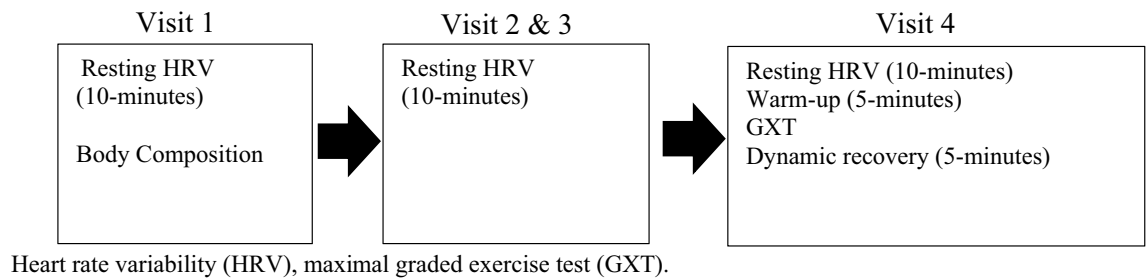 Visit 1
Resting HRV
(10-minutes)
Body Composition
Visit 2 & 3
Resting HRV
(10-minutes)
Visit 4
Resting HRV (10-minutes)
Warm-up (5-minutes)
GXT
Dynamic recovery (5-minutes)
Heart rate variability (HRV), maximal graded exercise test (GXT).